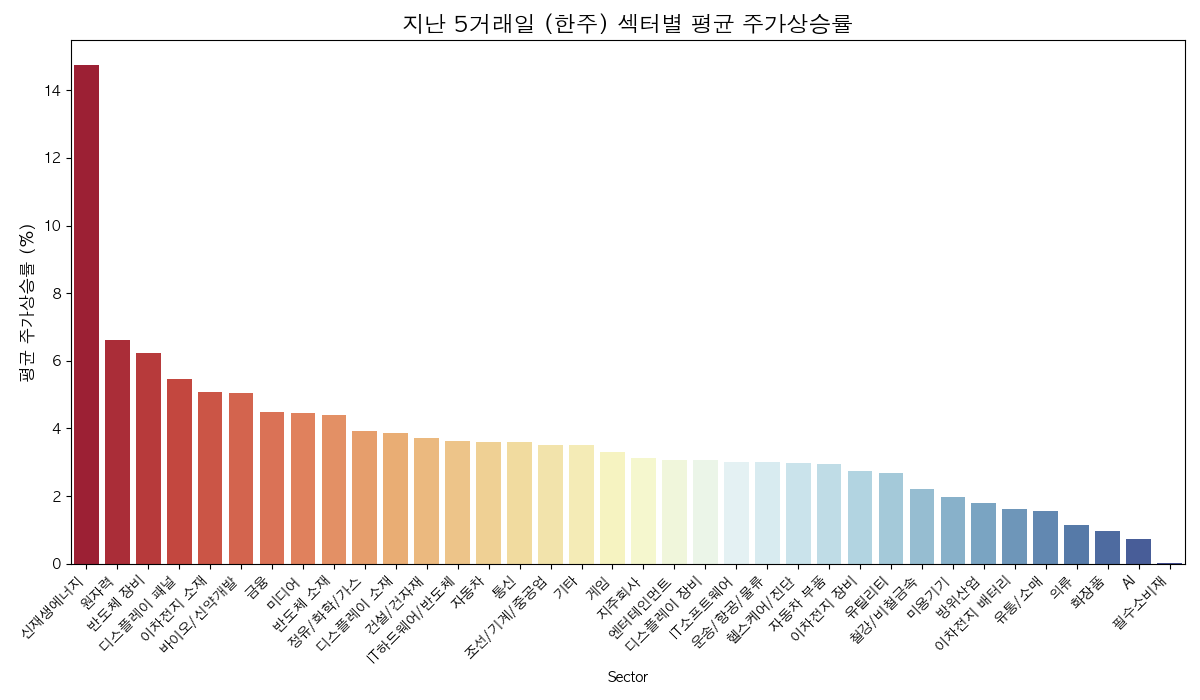 지난 5거래일 (한주) 섹터별 평균 주가상승률
평균 주가상승률 (%)
14
12
10
8
6
4
2
0
신재생에너지
원자력
반도체 장비
디스플레이 패널
이차전지 소재
바이오/신약개발
금융
미디어
반도체 소재
정유/화학/가스
디스플레이 소재
건설/건자재
IT하드웨어/반도체
자동차
통신
조선/기계/중공업
기타
게임
지주회사
엔터테인먼트
디스플레이 장비
IT소프트웨어
운송/항공/물류
헬스케어/진단
자동차 부품
이차전지 장비
유틸리티
철강/비철금속
미용기기
방위산업
이차전지 배터리
유통/소매
의류
화장품
AI
필수소비재
Sector